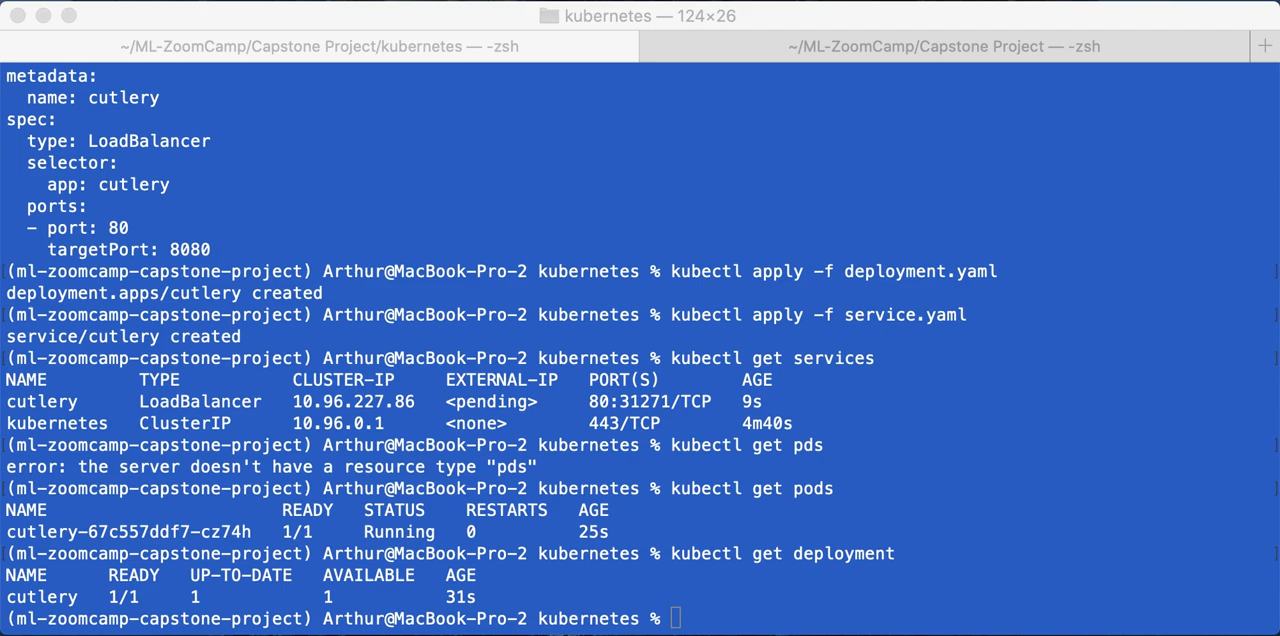 kubernetes — 124×26
~/ML-ZoomCamp/Capstone Project/kubernetes — -zsh
~/ML-ZoomCamp/Capstone Project — -zsh
metadata:
  name: cutlery
spec:
  type: LoadBalancer
  selector:
    app: cutlery
  ports:
  - port: 80
    targetPort: 8080
(ml-zoomcamp-capstone-project) Arthur@MacBook-Pro-2 kubernetes % kubectl apply -f deployment.yaml
deployment.apps/cutlery created
(ml-zoomcamp-capstone-project) Arthur@MacBook-Pro-2 kubernetes % kubectl apply -f service.yaml
service/cutlery created
(ml-zoomcamp-capstone-project) Arthur@MacBook-Pro-2 kubernetes % kubectl get services
NAME         TYPE           CLUSTER-IP     EXTERNAL-IP   PORT(S)        AGE
cutlery      LoadBalancer   10.96.227.86   <pending>     80:31271/TCP   9s
kubernetes   ClusterIP      10.96.0.1      <none>        443/TCP        4m40s
(ml-zoomcamp-capstone-project) Arthur@MacBook-Pro-2 kubernetes % kubectl get pds
error: the server doesn't have a resource type "pds"
(ml-zoomcamp-capstone-project) Arthur@MacBook-Pro-2 kubernetes % kubectl get pods
NAME                       READY   STATUS    RESTARTS   AGE
cutlery-67c557ddf7-cz74h   1/1     Running   0          25s
(ml-zoomcamp-capstone-project) Arthur@MacBook-Pro-2 kubernetes % kubectl get deployment
NAME      READY   UP-TO-DATE   AVAILABLE   AGE
cutlery   1/1     1            1           31s
(ml-zoomcamp-capstone-project) Arthur@MacBook-Pro-2 kubernetes %